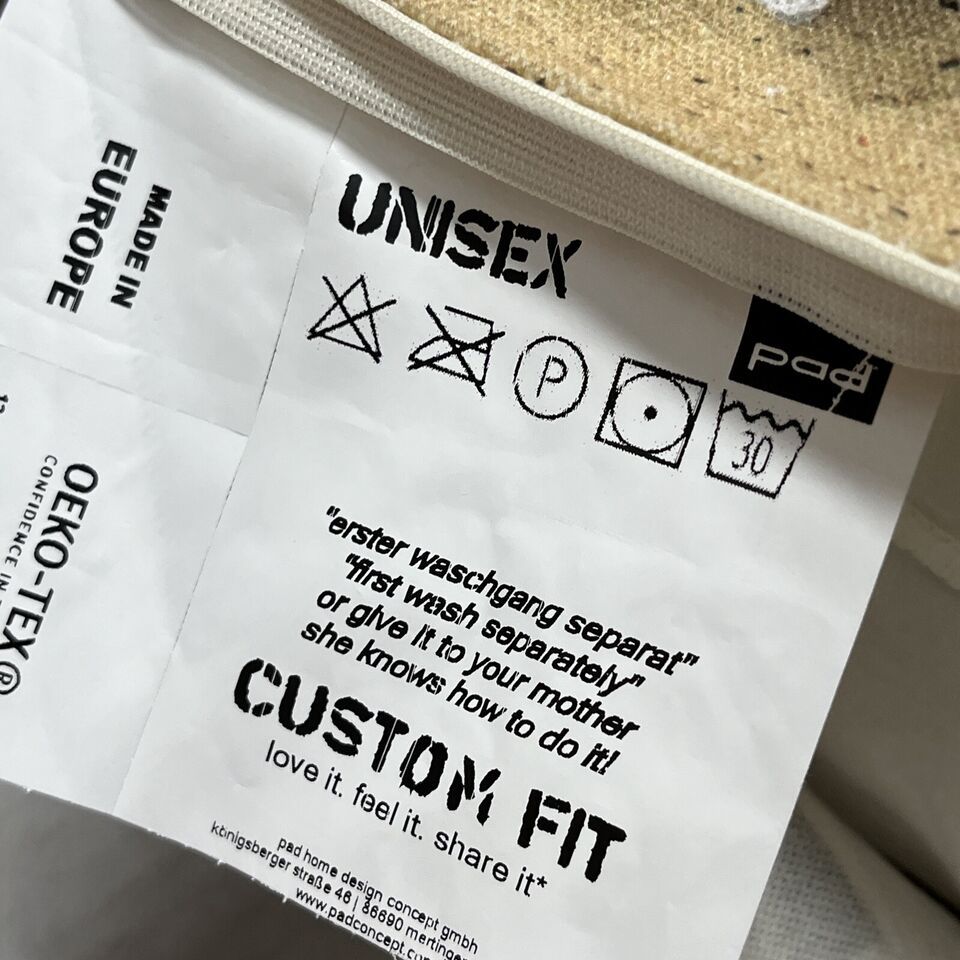 MADE IN
EUROPE
OEKO-TEX®
CONFIDENCE IN
UNISEX
pad
P
30
"erster waschgang separat"
"first wash separately"
or give it to your mother
she knows how to do it!
CUSTOM FIT
love it. feel it. share it*
pad home design concept gmbh
königsberger straße 46 | 86690 mertingen
www.padconcept.com